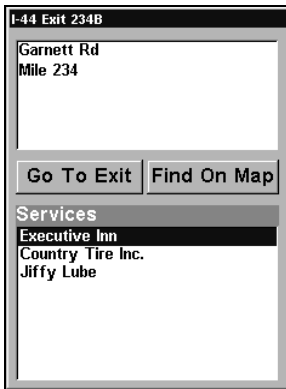 I-44 Exit 234B
Garnett Rd
Mile 234
Go To Exit
Find On Map
Services
Executive Inn
Country Tire Inc.
Jiffy Lube